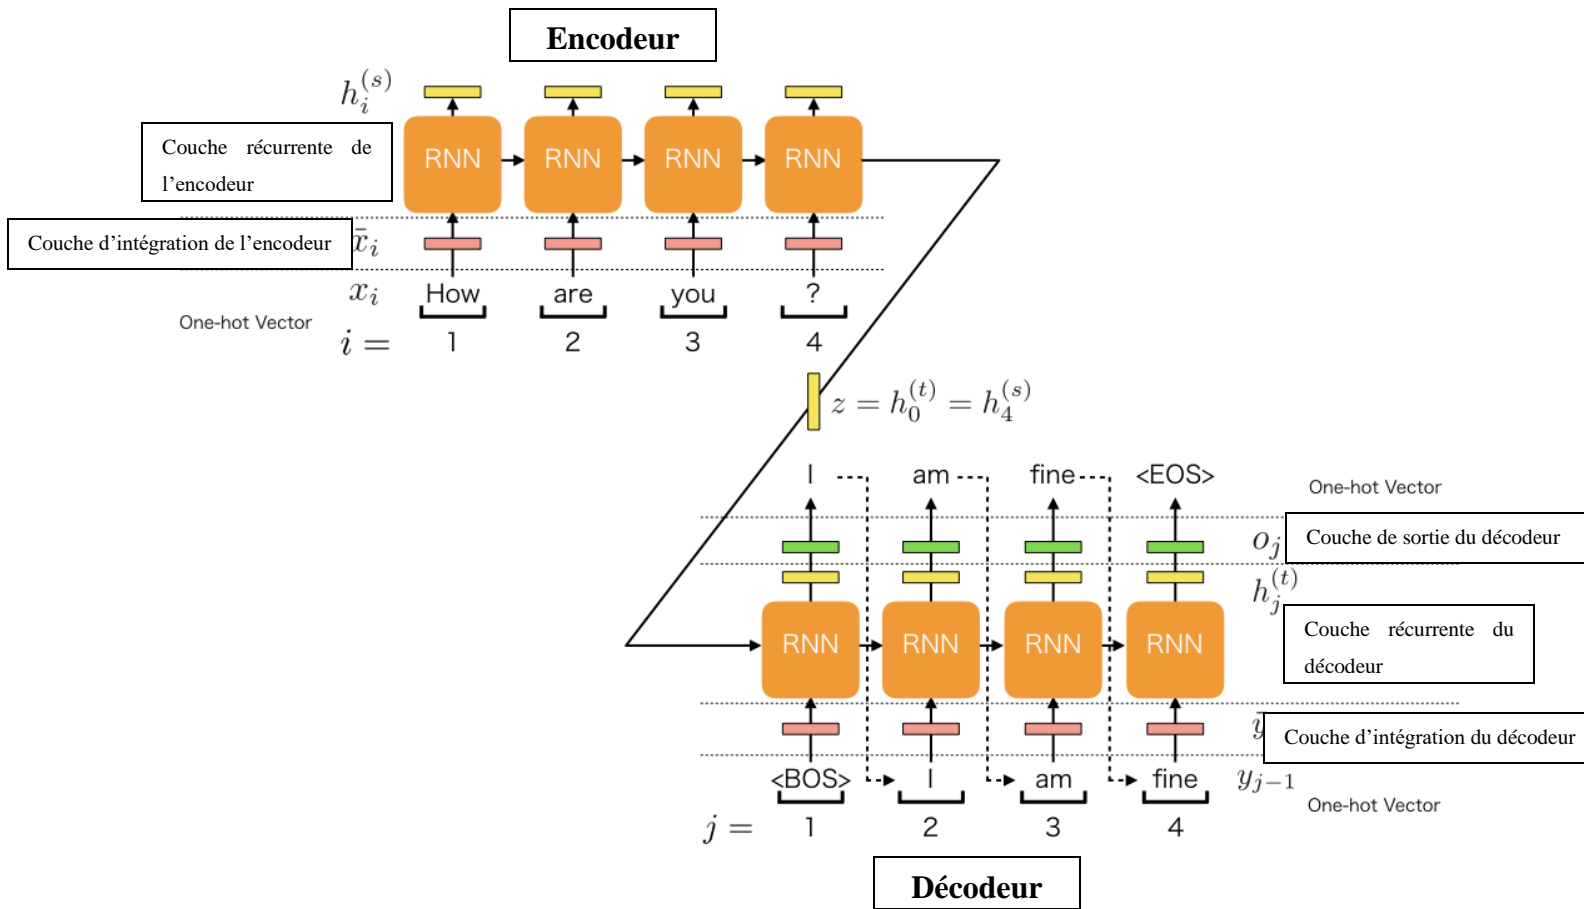 Encodeur
h_i^{(s)}
RNN RNN RNN RNN
Couche récurrente de
l’encodeur
Couche d’intégration de l’encodeur
x̄_i
x_i How are you ?
One-hot Vector
i = 1 2 3 4
z = h_0^{(t)} = h_4^{(s)}
I am fine <EOS>
One-hot Vector
o_j
Couche de sortie du décodeur
h_j^{(t)}
RNN RNN RNN RNN
Couche récurrente du
décodeur
Couche d’intégration du décodeur
<BOS> I am fine y_{j-1}
One-hot Vector
j = 1 2 3 4
Décodeur